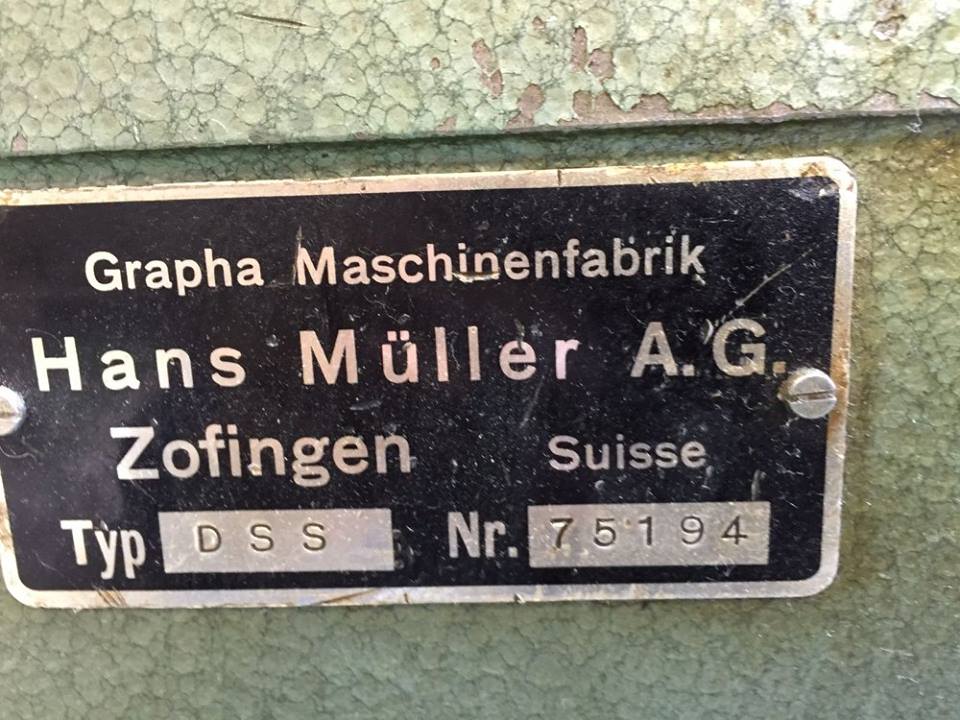 Grapha Maschinenfabrik
Hans Müller A.G.
Zofingen Suisse
Typ DSS Nr. 75194